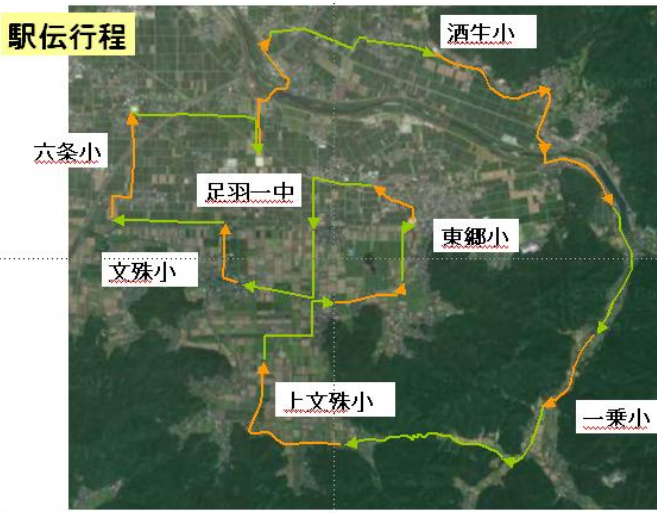 駅伝行程
酒生小
六条小
足羽一中
東郷小
文殊小
上文殊小
一乗小